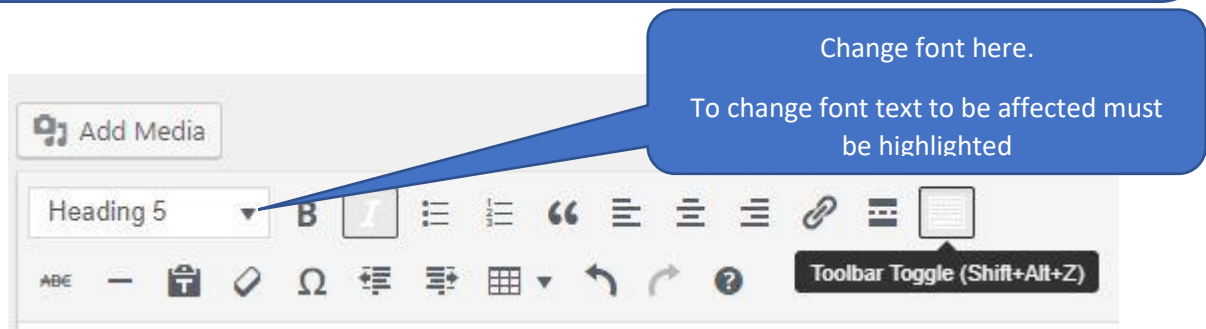 Change font here.
To change font text to be affected must
be highlighted
Add Media
Heading 5 B I “
ABE Ω ?
Toolbar Toggle (Shift+Alt+Z)